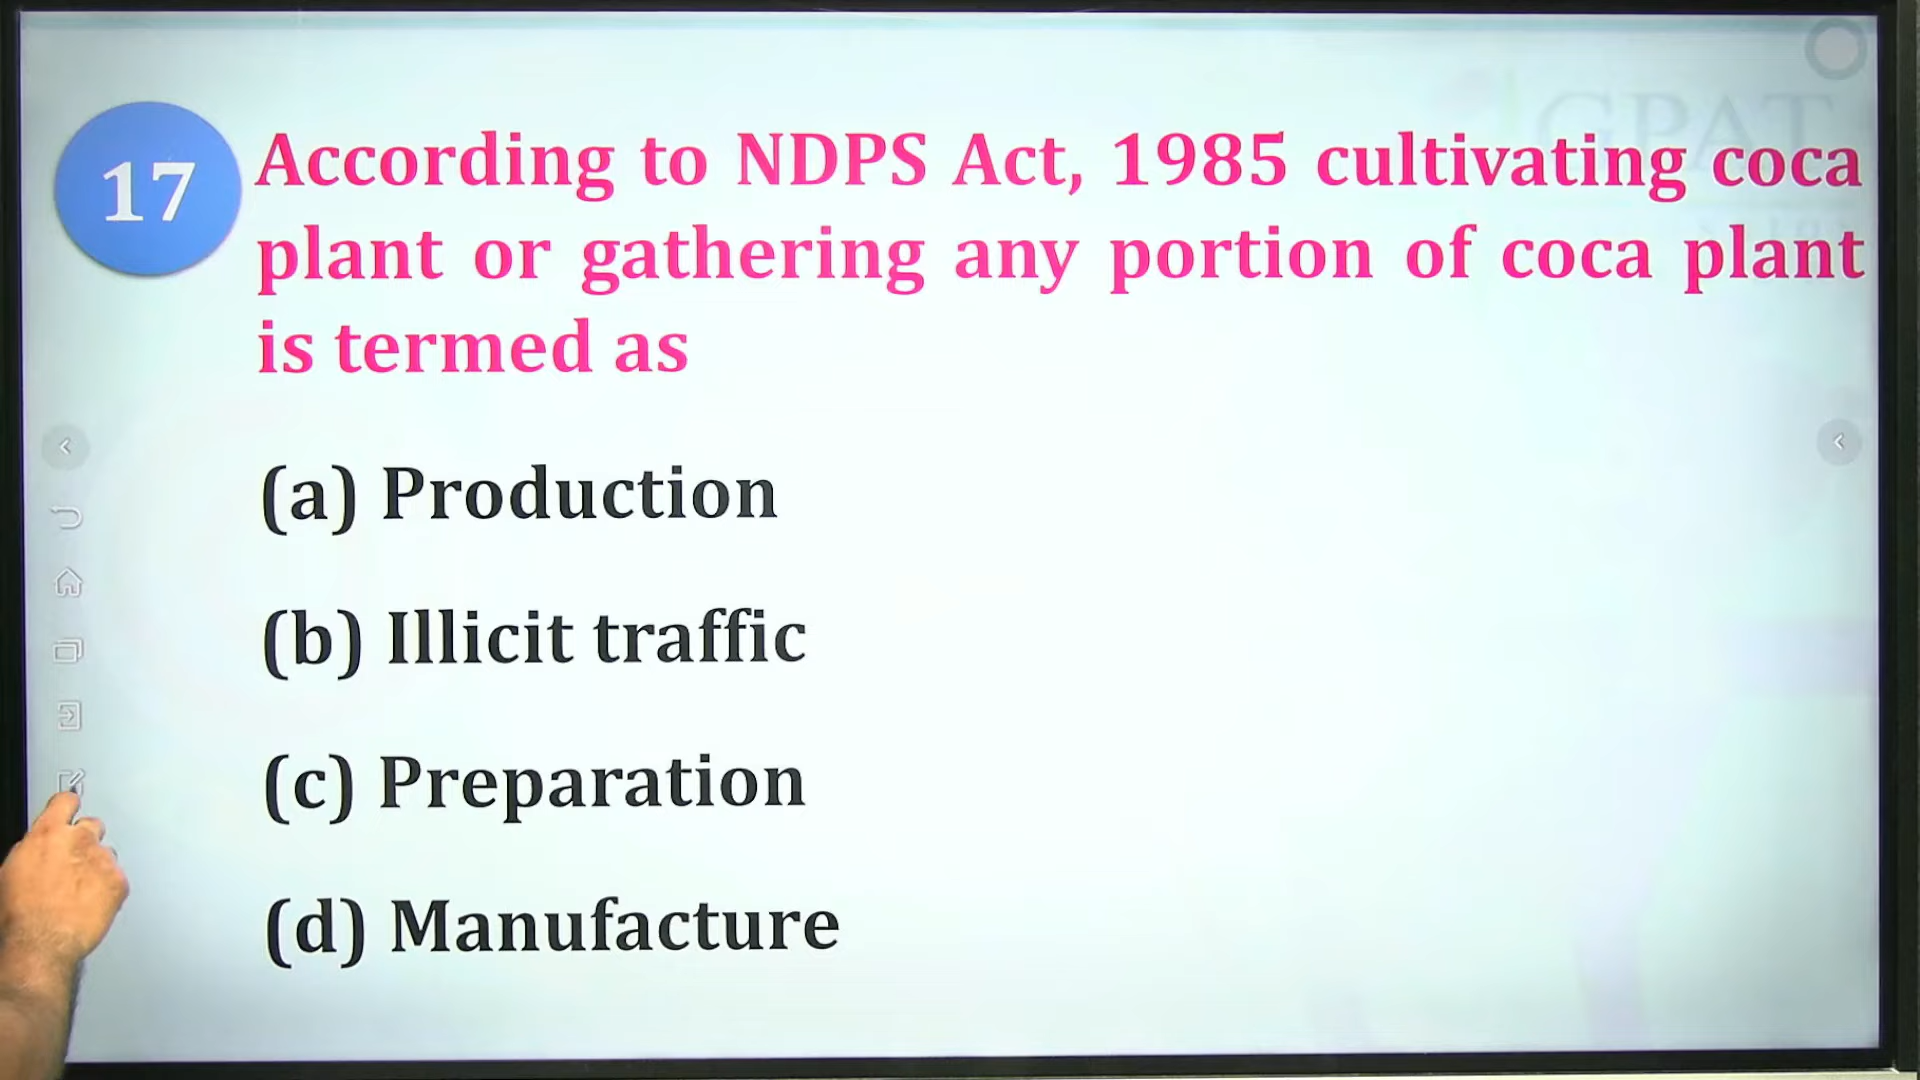 17
According to NDPS Act, 1985 cultivating coca
plant or gathering any portion of coca plant
is termed as
(a) Production
(b) Illicit traffic
(c) Preparation
(d) Manufacture
GPAT